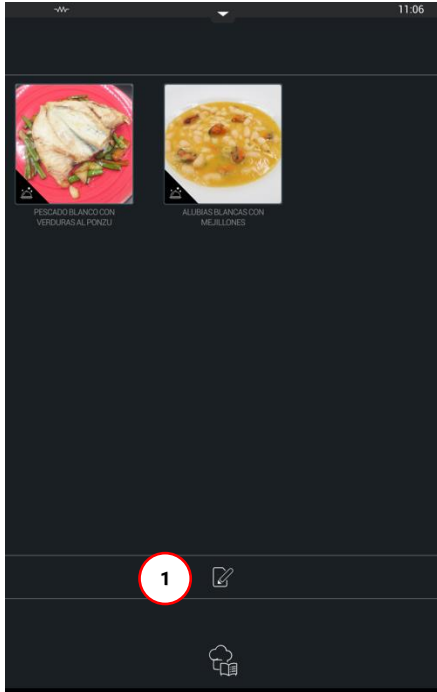 11:06
PESCADO BLANCO CON
VERDURAS AL PONZU
ALUBIAS BLANCAS CON
MEJILLONES
1